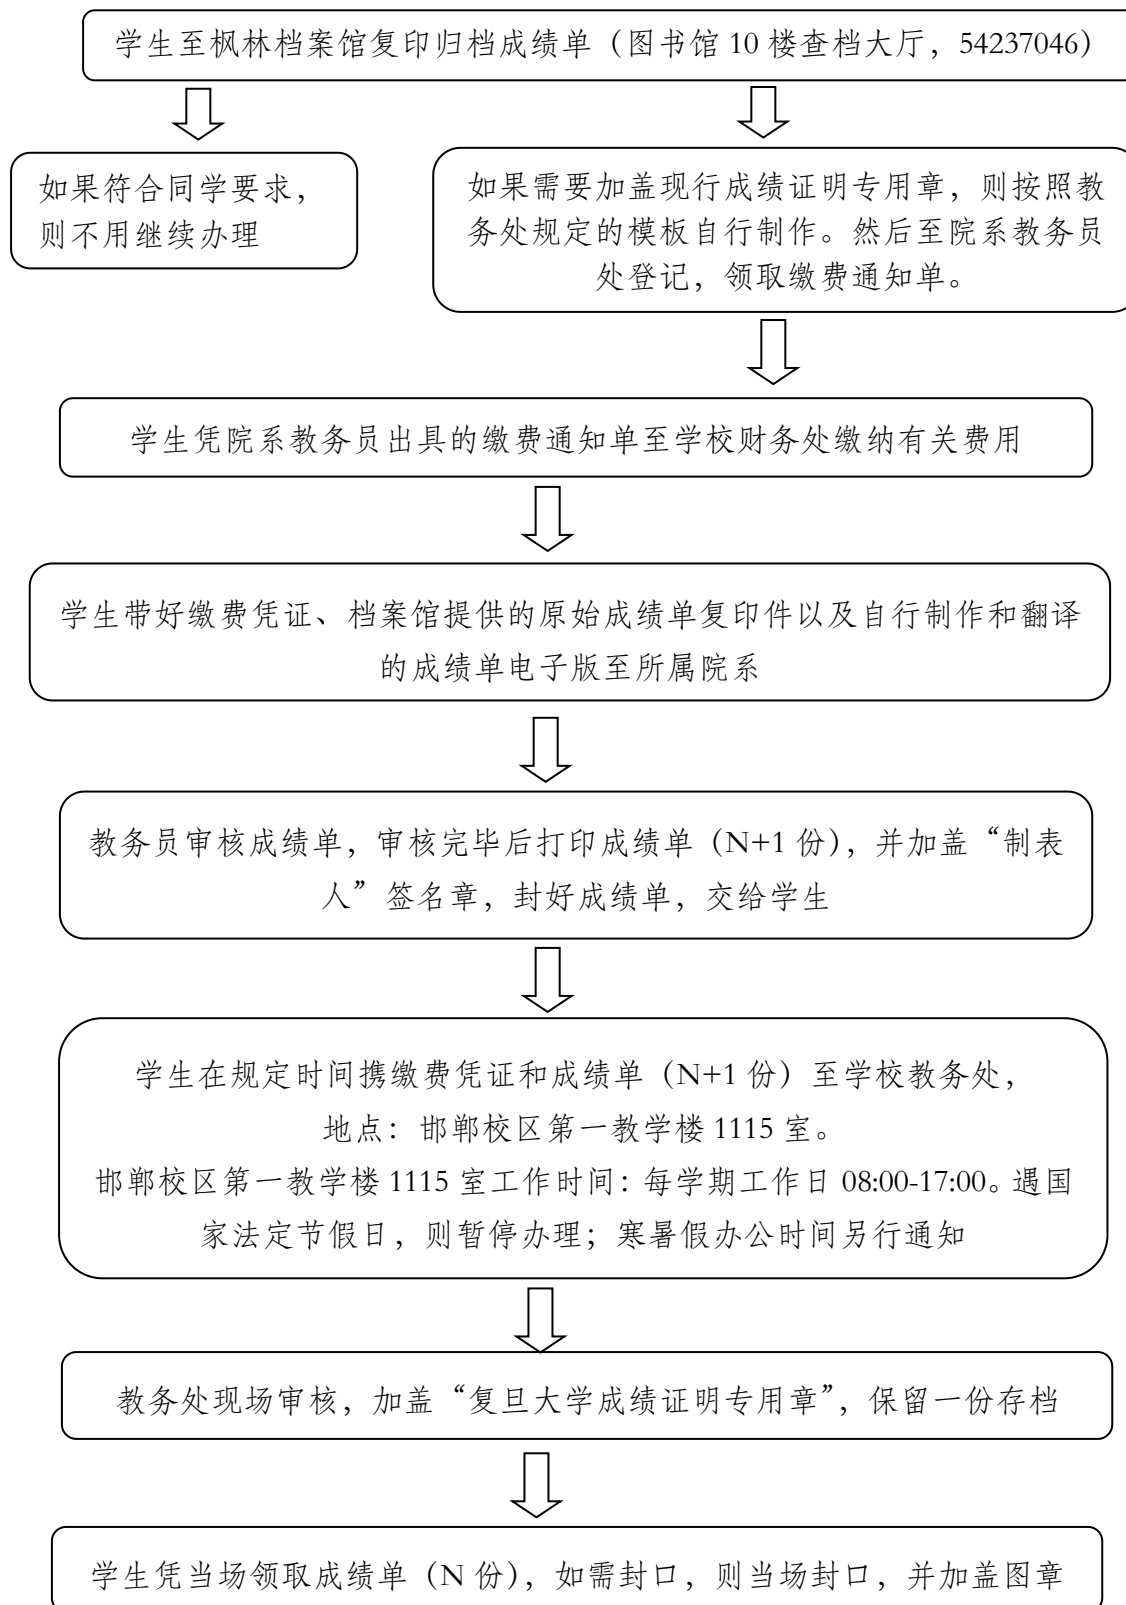 学生至枫林档案馆复印归档成绩单（图书馆 10 楼查档大厅，54237046）
如果符合同学要求，
则不用继续办理
如果需要加盖现行成绩证明专用章，则按照教
务处规定的模板自行制作。然后至院系教务员
处登记，领取缴费通知单。
学生凭院系教务员出具的缴费通知单至学校财务处缴纳有关费用
学生带好缴费凭证、档案馆提供的原始成绩单复印件以及自行制作和翻译
的成绩单电子版至所属院系
教务员审核成绩单，审核完毕后打印成绩单（N+1 份），并加盖“制表
人”签名章，封好成绩单，交给学生
学生在规定时间携缴费凭证和成绩单（N+1 份）至学校教务处，
地点：邯郸校区第一教学楼 1115 室。
邯郸校区第一教学楼 1115 室工作时间：每学期工作日 08:00-17:00。遇国
家法定节假日，则暂停办理；寒暑假办公时间另行通知
教务处现场审核，加盖“复旦大学成绩证明专用章”，保留一份存档
学生凭当场领取成绩单（N 份），如需封口，则当场封口，并加盖图章